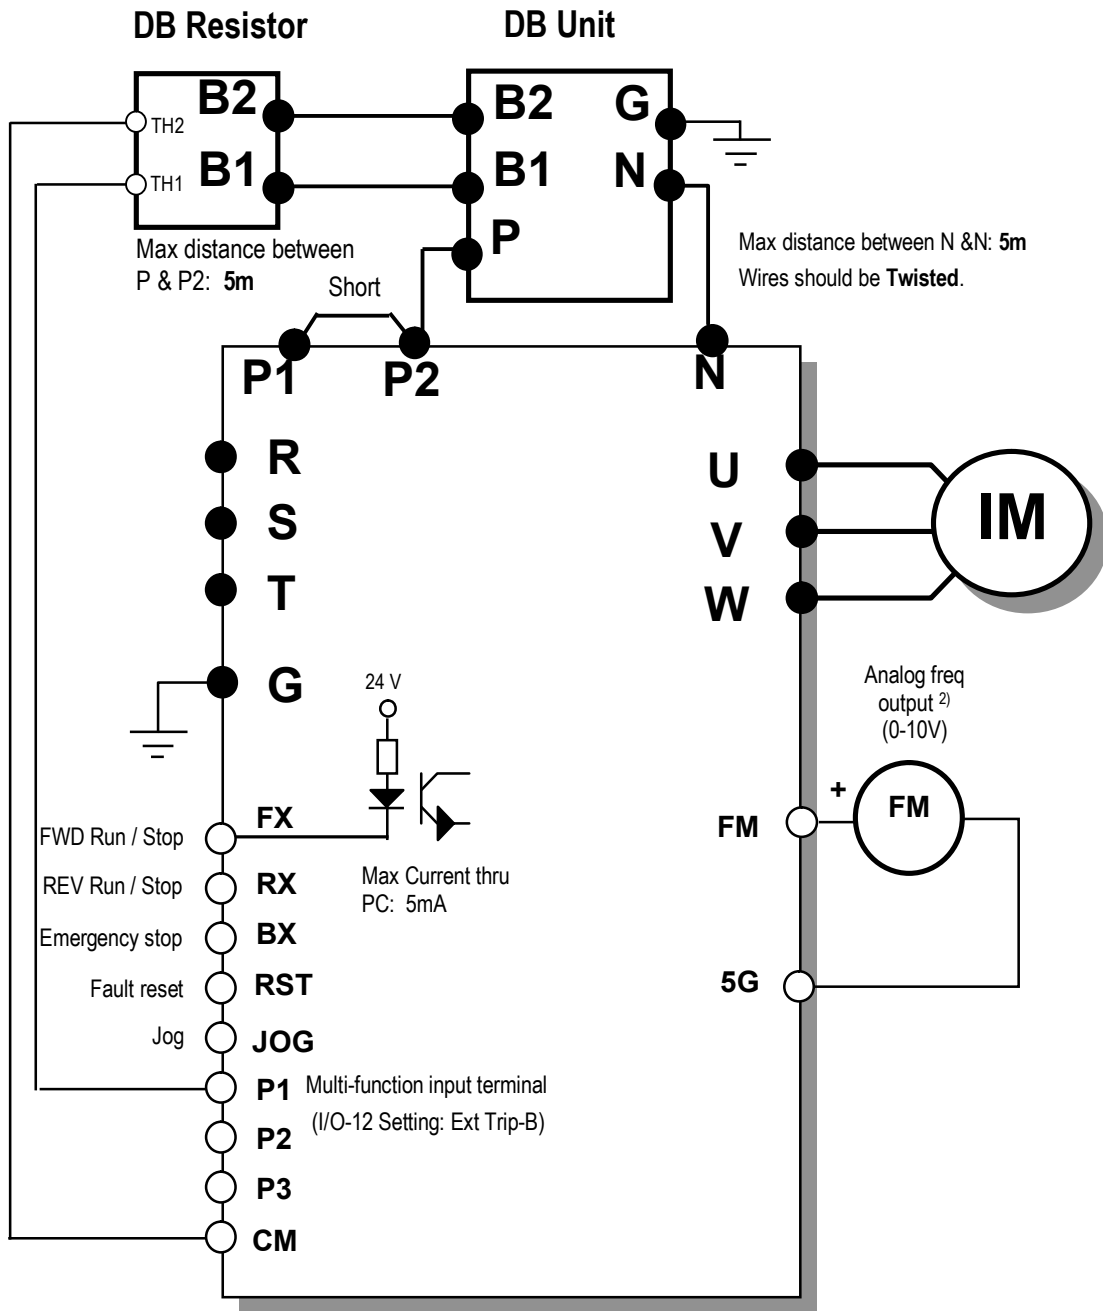 DB Resistor
DB Unit
B2
TH2
B1
TH1
B2
G
B1
N
P
Max distance between
P & P2: 5m
Max distance between N &N: 5m
Wires should be Twisted.
Short
P1
P2
N
R
S
T
G
U
V
W
IM
24 V
Analog freq
output 2)
(0-10V)
+
FM
FM
5G
FWD Run / Stop
FX
REV Run / Stop
RX
Max Current thru
PC: 5mA
Emergency stop
BX
Fault reset
RST
Jog
JOG
P1
Multi-function input terminal
(I/O-12 Setting: Ext Trip-B)
P2
P3
CM